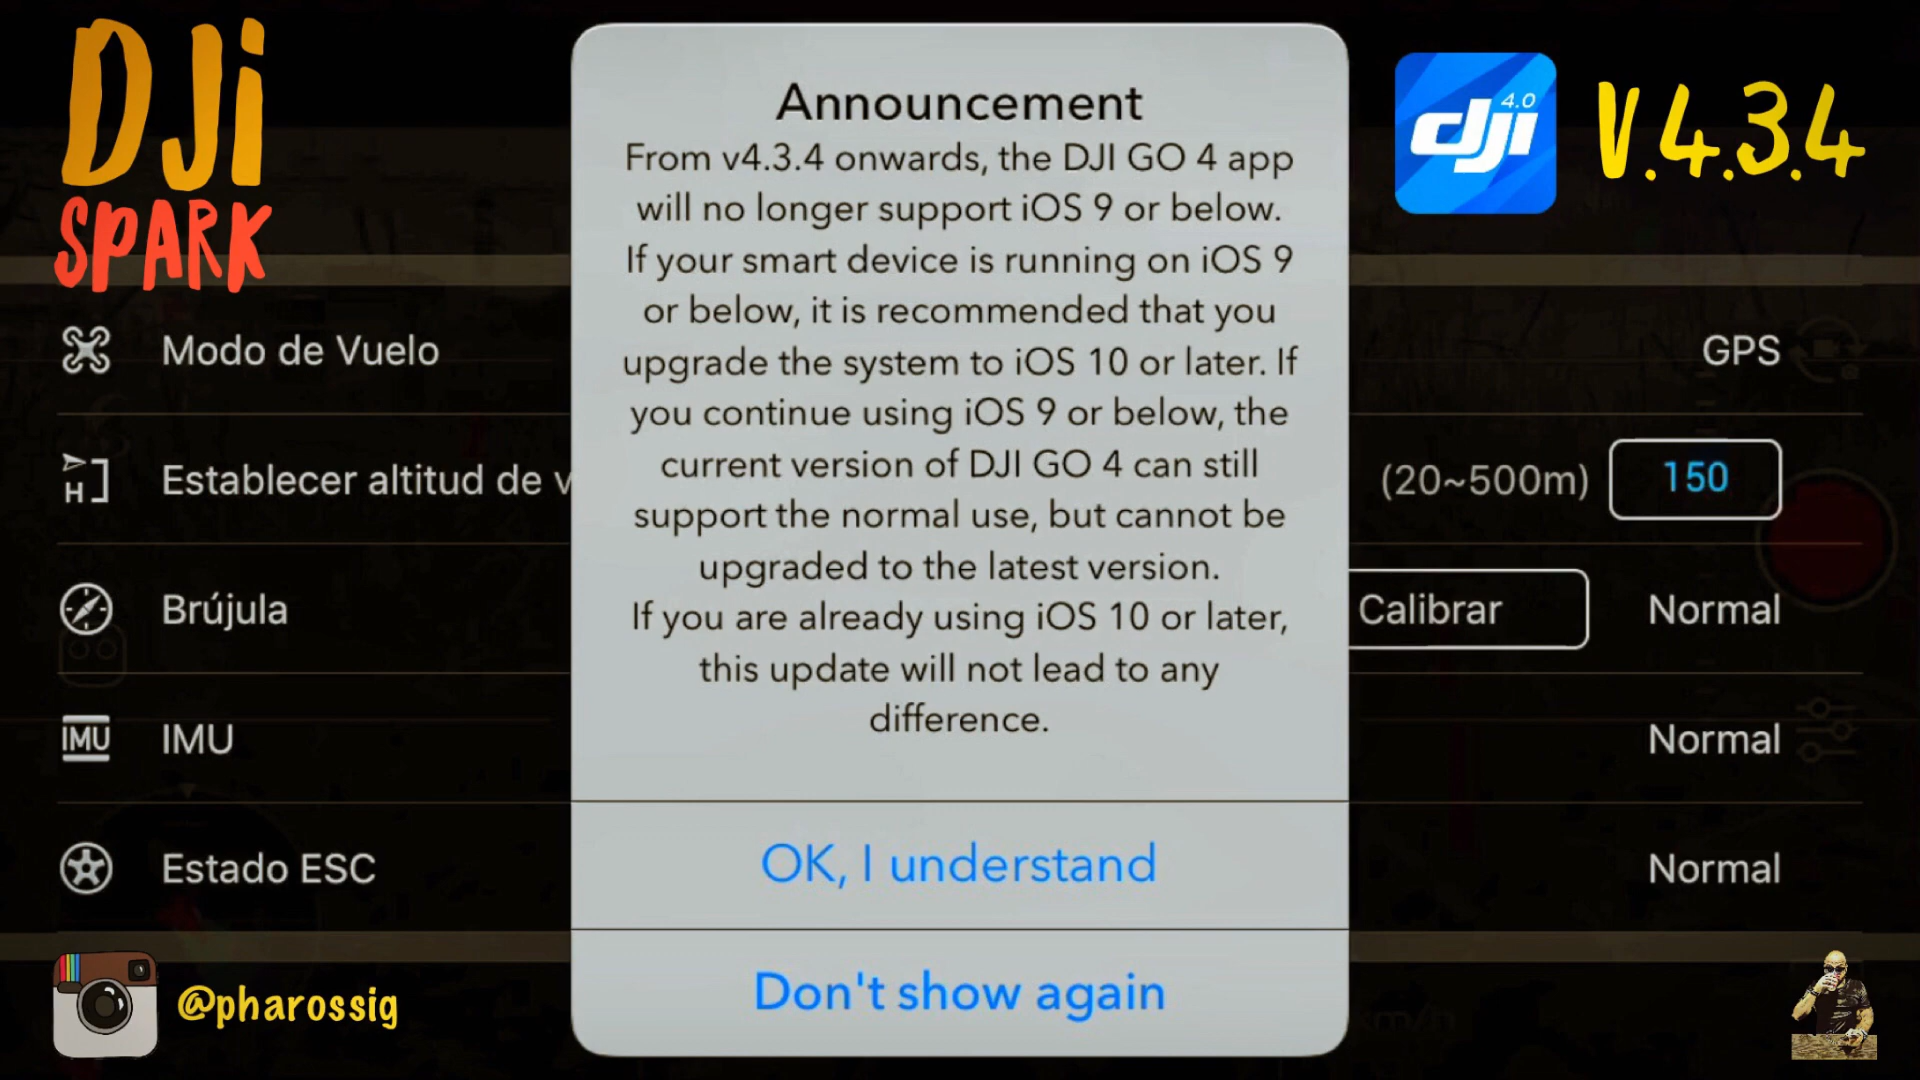 DJi
SPARK
4.0
dji
V.4.3.4
Announcement
From v4.3.4 onwards, the DJI GO 4 app
will no longer support iOS 9 or below.
If your smart device is running on iOS 9
or below, it is recommended that you
upgrade the system to iOS 10 or later. If
you continue using iOS 9 or below, the
current version of DJI GO 4 can still
support the normal use, but cannot be
upgraded to the latest version.
If you are already using iOS 10 or later,
this update will not lead to any
difference.
OK, I understand
Don't show again
Modo de Vuelo
GPS
H
Establecer altitud de v
(20~500m)
150
Brújula
Calibrar
Normal
IMU
IMU
Normal
Estado ESC
Normal
@pharossig
km/h